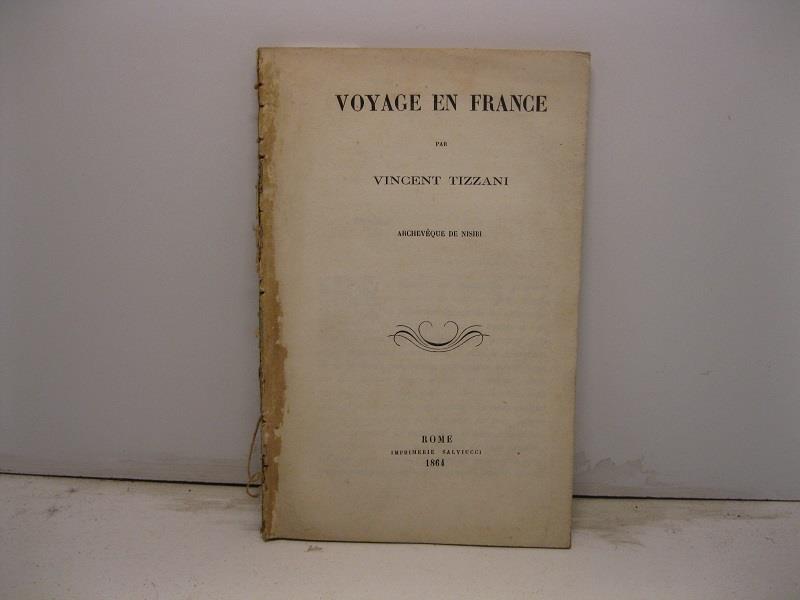 VOYAGE EN FRANCE
PAR
VINCENT TIZZANI
ARCHEVÊQUE DE NISIBI
ROME
IMPRIMERIE SALVIUCCI
1864